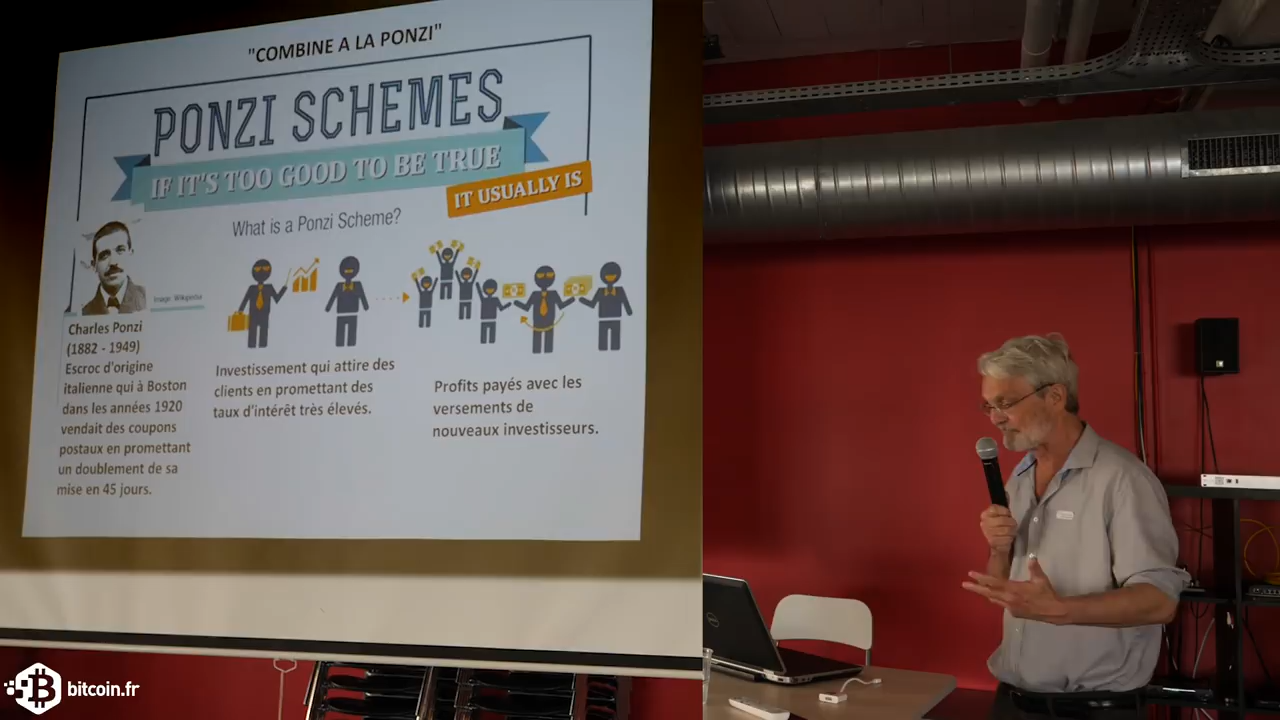 "COMBINE A LA PONZI"
PONZI SCHEMES
IF IT'S TOO GOOD TO BE TRUE
IT USUALLY IS
What is a Ponzi Scheme?
Image: Wikipedia
Charles Ponzi
(1882 - 1949)
Escroc d'origine
italienne qui à Boston
dans les années 1920
vendait des coupons
postaux en promettant
un doublement de sa
mise en 45 jours.
Investissement qui attire des
clients en promettant des
taux d'intérêt très élevés.
Profits payés avec les
versements de
nouveaux investisseurs.
bitcoin.fr